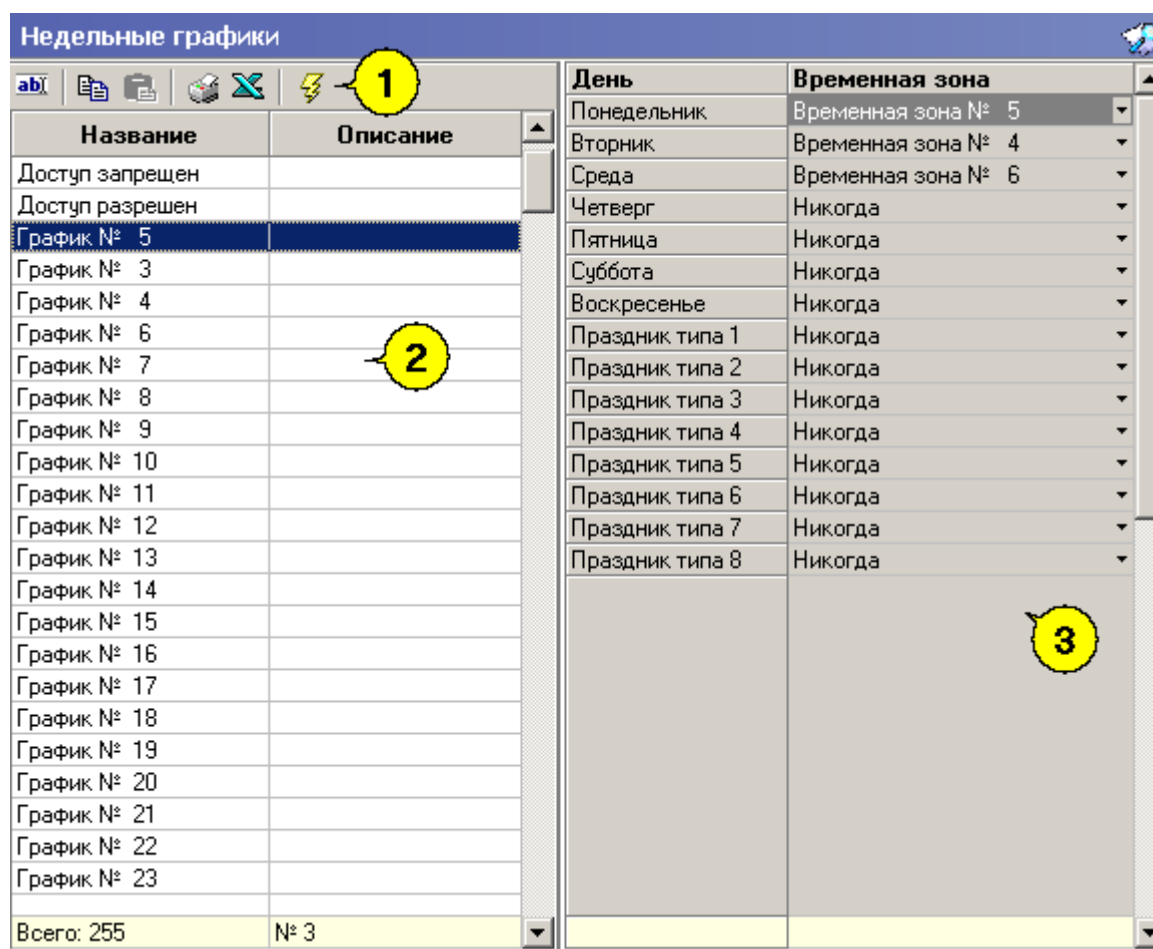 Недельные графики
abI
1
Название Описание
Доступ запрещен
Доступ разрешен
График № 5
График № 3
График № 4
График № 6
График № 7
График № 8
График № 9
График № 10
График № 11
График № 12
График № 13
График № 14
График № 15
График № 16
График № 17
График № 18
График № 19
График № 20
График № 21
График № 22
График № 23
Всего: 255 № 3
2
День Временная зона
Понедельник Временная зона № 5
Вторник Временная зона № 4
Среда Временная зона № 6
Четверг Никогда
Пятница Никогда
Суббота Никогда
Воскресенье Никогда
Праздник типа 1 Никогда
Праздник типа 2 Никогда
Праздник типа 3 Никогда
Праздник типа 4 Никогда
Праздник типа 5 Никогда
Праздник типа 6 Никогда
Праздник типа 7 Никогда
Праздник типа 8 Никогда
3